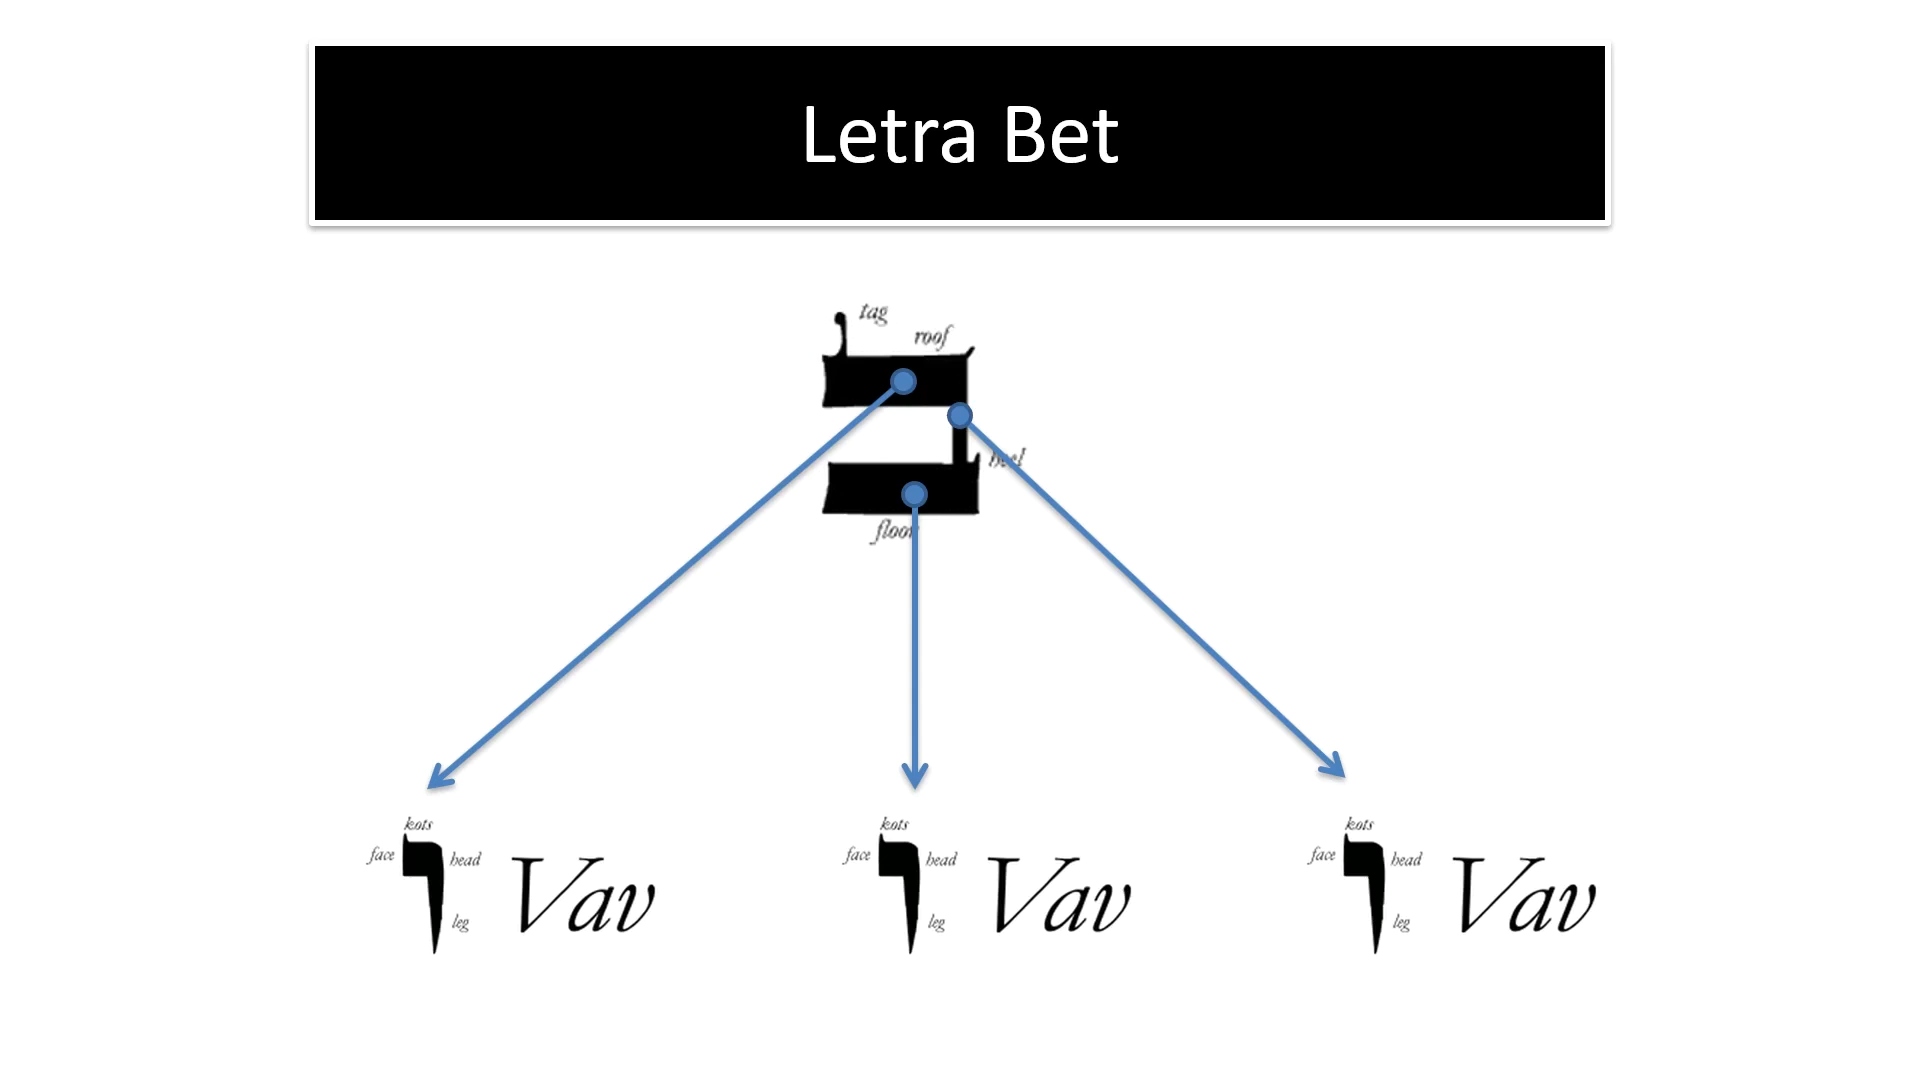 Letra Bet
tag
roof
heel
floor
kots
face
head
leg
Vav
kots
face
head
leg
Vav
kots
face
head
leg
Vav